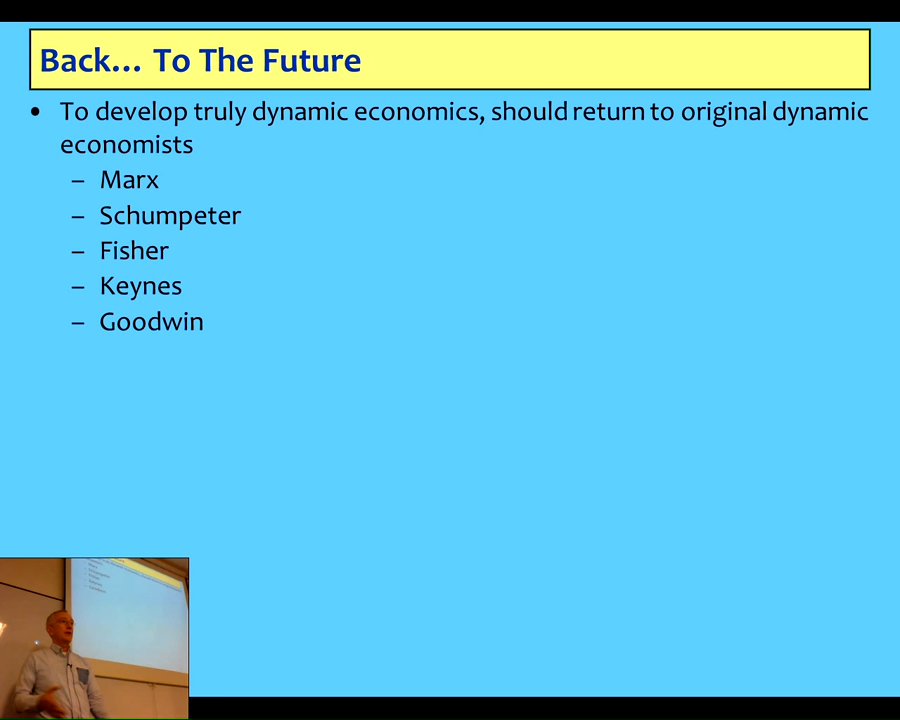 Back… To The Future
• To develop truly dynamic economics, should return to original dynamic
economists
– Marx
– Schumpeter
– Fisher
– Keynes
– Goodwin